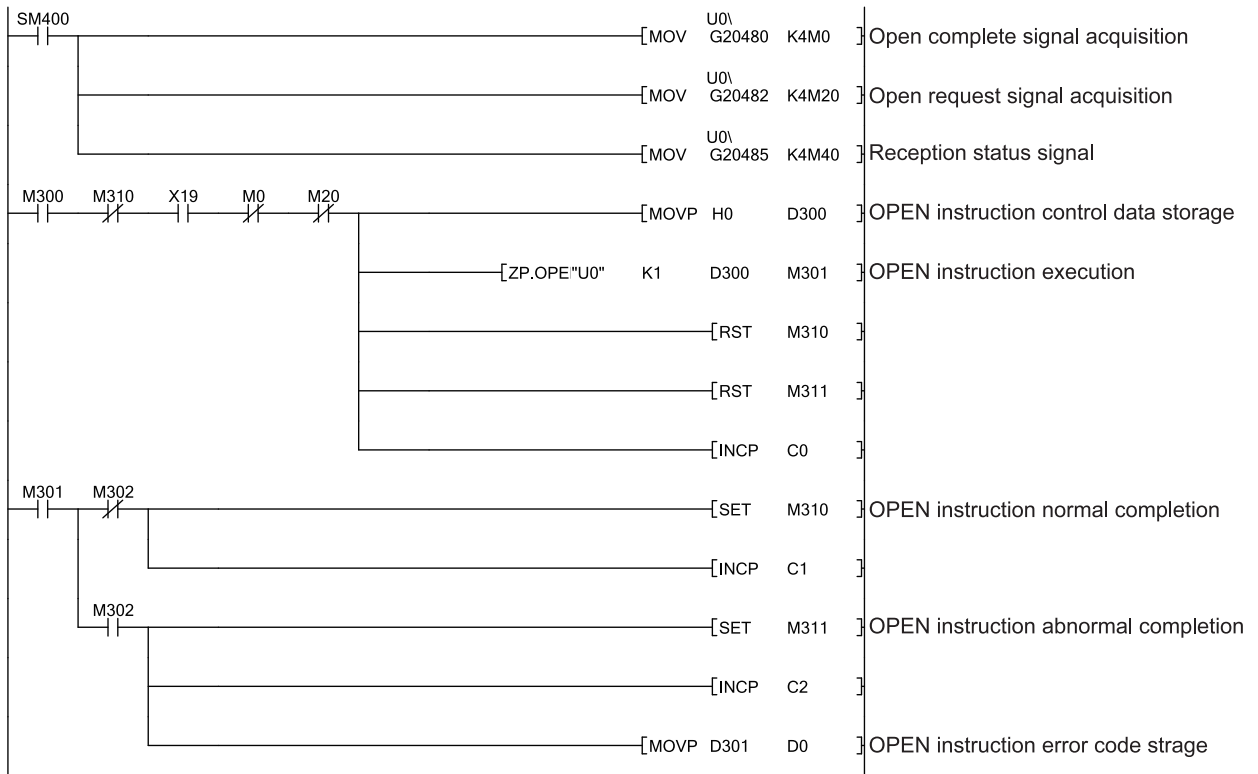 SM400
U0\
[MOV G20480 K4M0 ] Open complete signal acquisition
U0\
[MOV G20482 K4M20 ] Open request signal acquisition
U0\
[MOV G20485 K4M40 ] Reception status signal
M300 M310 X19 M0 M20
[MOVP H0 D300 ] OPEN instruction control data storage
[ZP.OPE "U0" K1 D300 M301 ] OPEN instruction execution
[RST M310 ]
[RST M311 ]
[INCP C0 ]
M301 M302
[SET M310 ] OPEN instruction normal completion
[INCP C1 ]
M302
[SET M311 ] OPEN instruction abnormal completion
[INCP C2 ]
[MOVP D301 D0 ] OPEN instruction error code strage